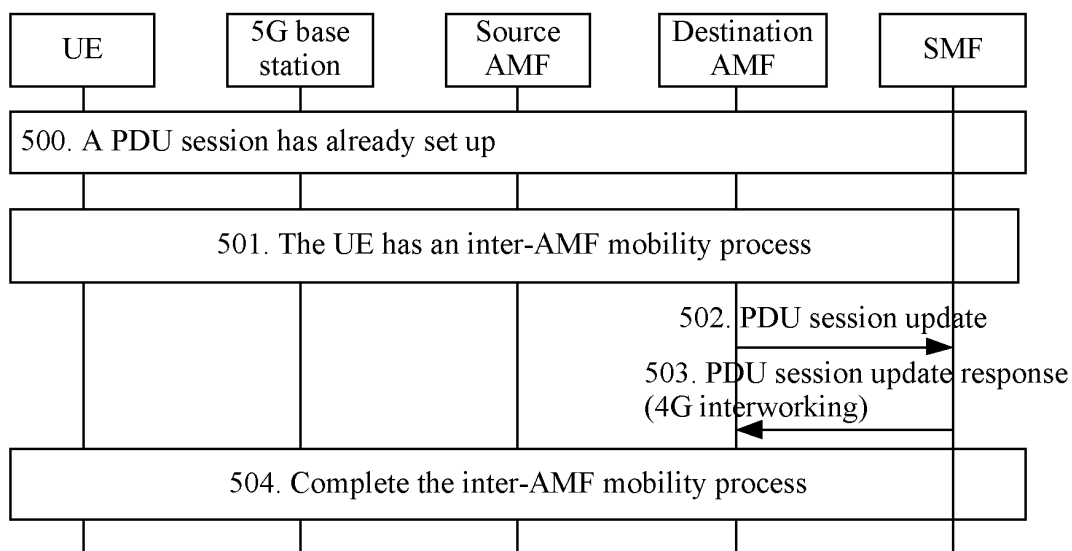 UE
5G base
station
Source
AMF
Destination
AMF
SMF
500. A PDU session has already set up
501. The UE has an inter-AMF mobility process
502. PDU session update
503. PDU session update response
(4G interworking)
504. Complete the inter-AMF mobility process